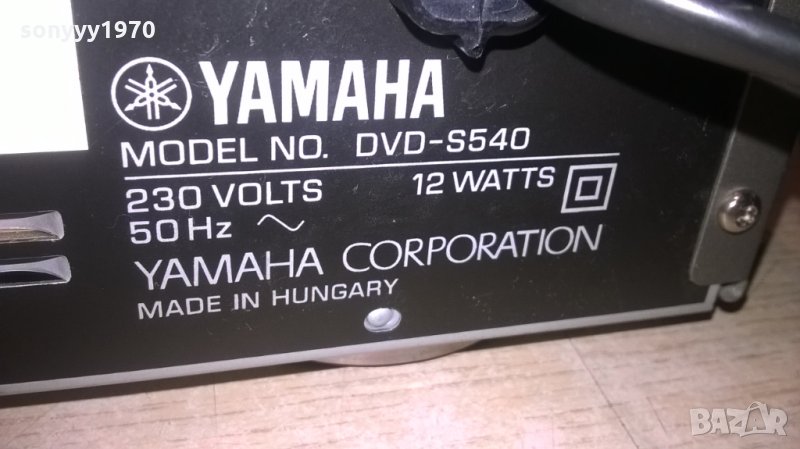 sonyyy1970
YAMAHA
MODEL NO. DVD-S540
230 VOLTS 12 WATTS
50 Hz ~
YAMAHA CORPORATION
MADE IN HUNGARY
BAZAR